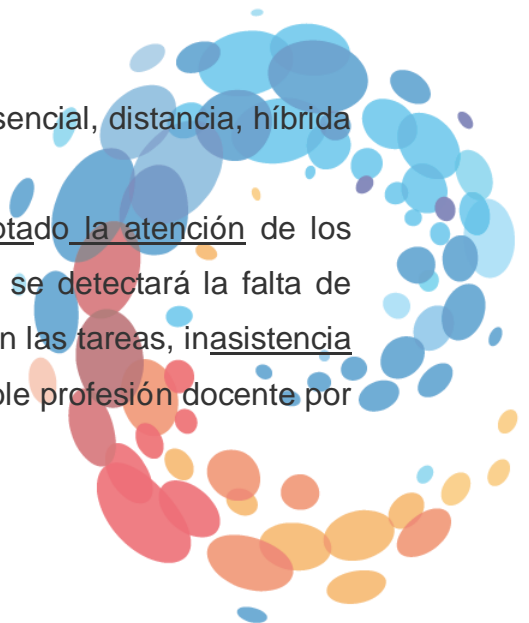 sencial, distancia, híbrida
otado la atención de los
se detectará la falta de
n las tareas, inasistencia
ble profesión docente por